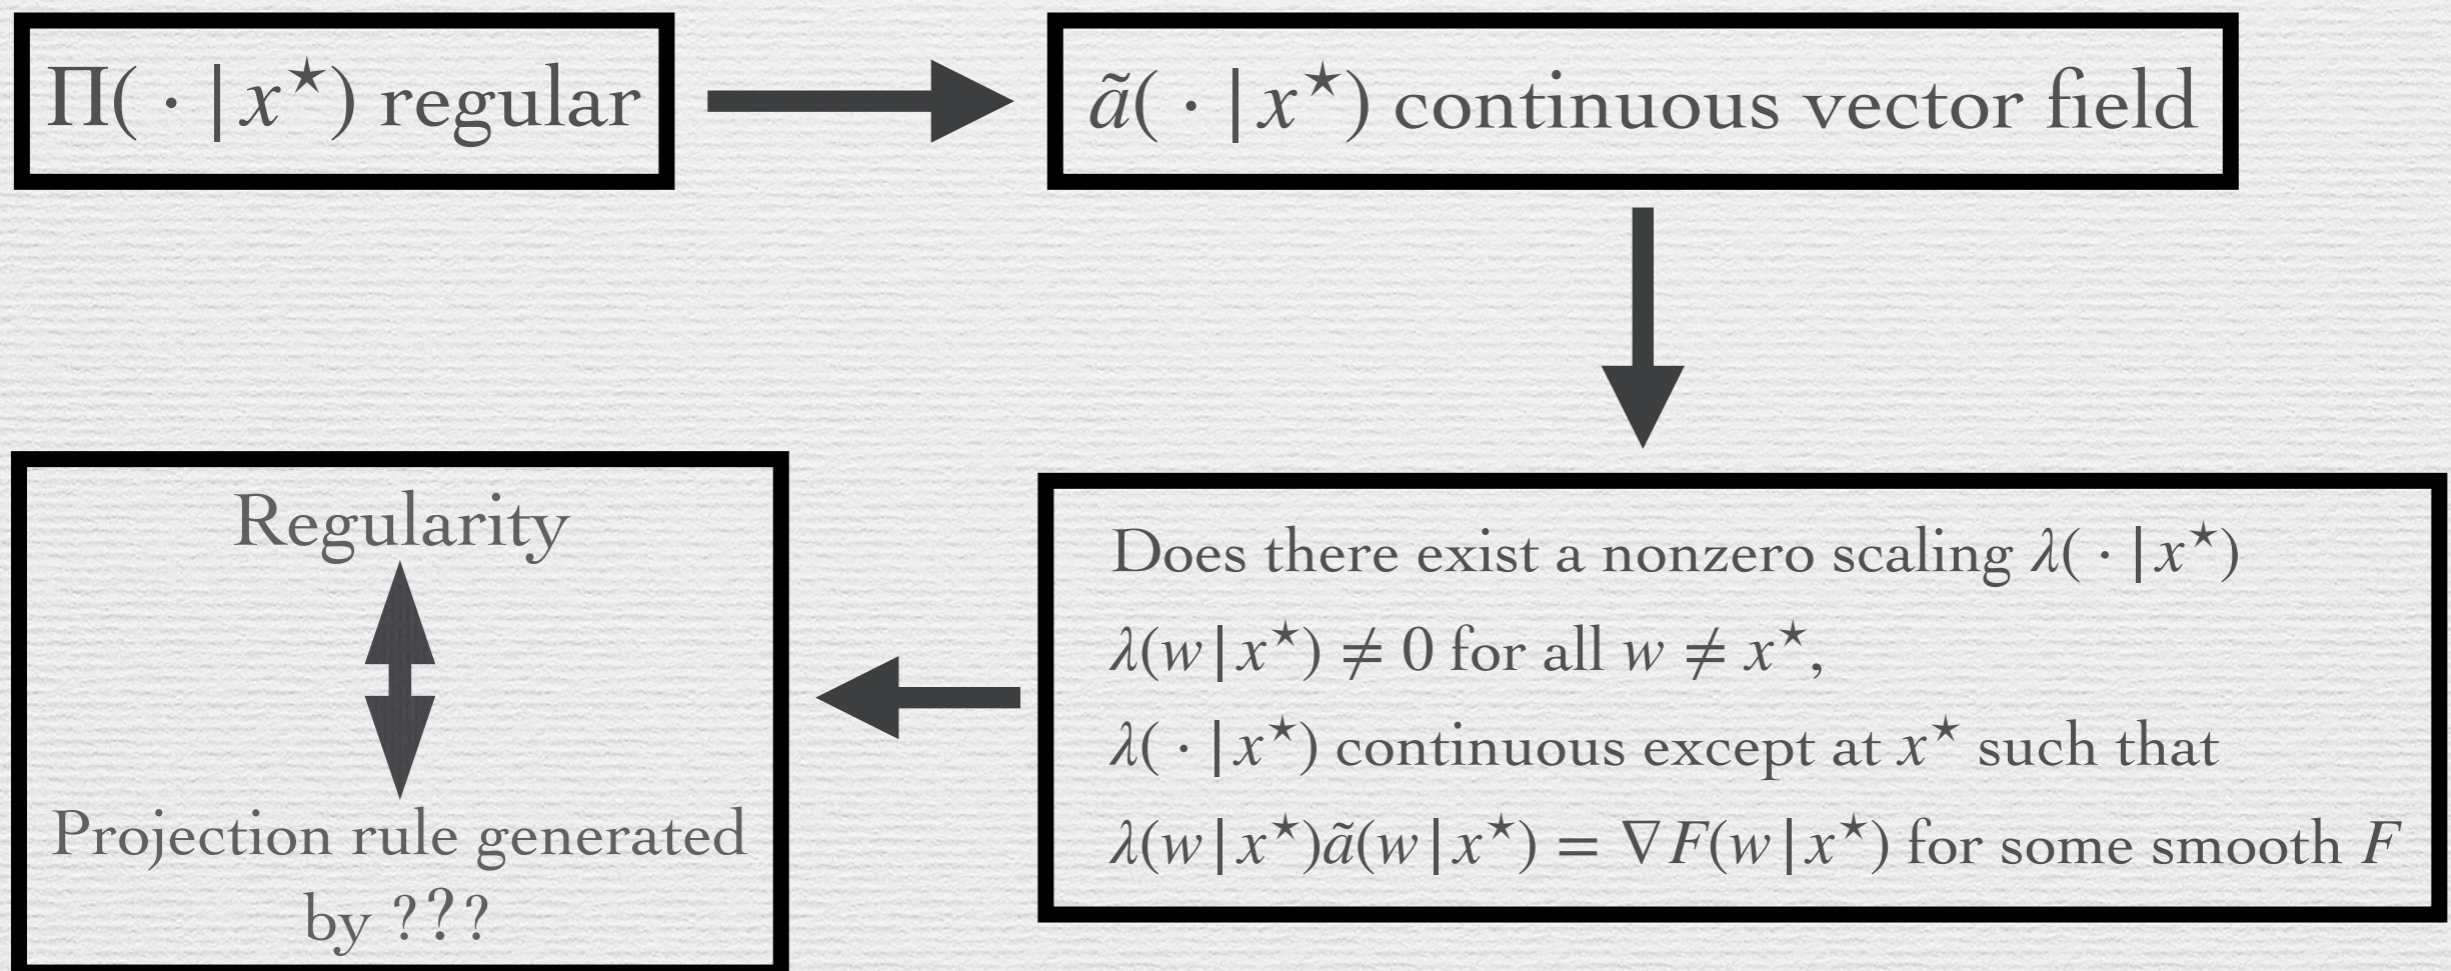 Π( · | x⋆) regular
ã( · | x⋆) continuous vector field
Does there exist a nonzero scaling λ( · | x⋆)
λ(w | x⋆) ≠ 0 for all w ≠ x⋆,
λ( · | x⋆) continuous except at x⋆ such that
λ(w | x⋆)ã(w | x⋆) = ∇F(w | x⋆) for some smooth F
Regularity
Projection rule generated
by ???